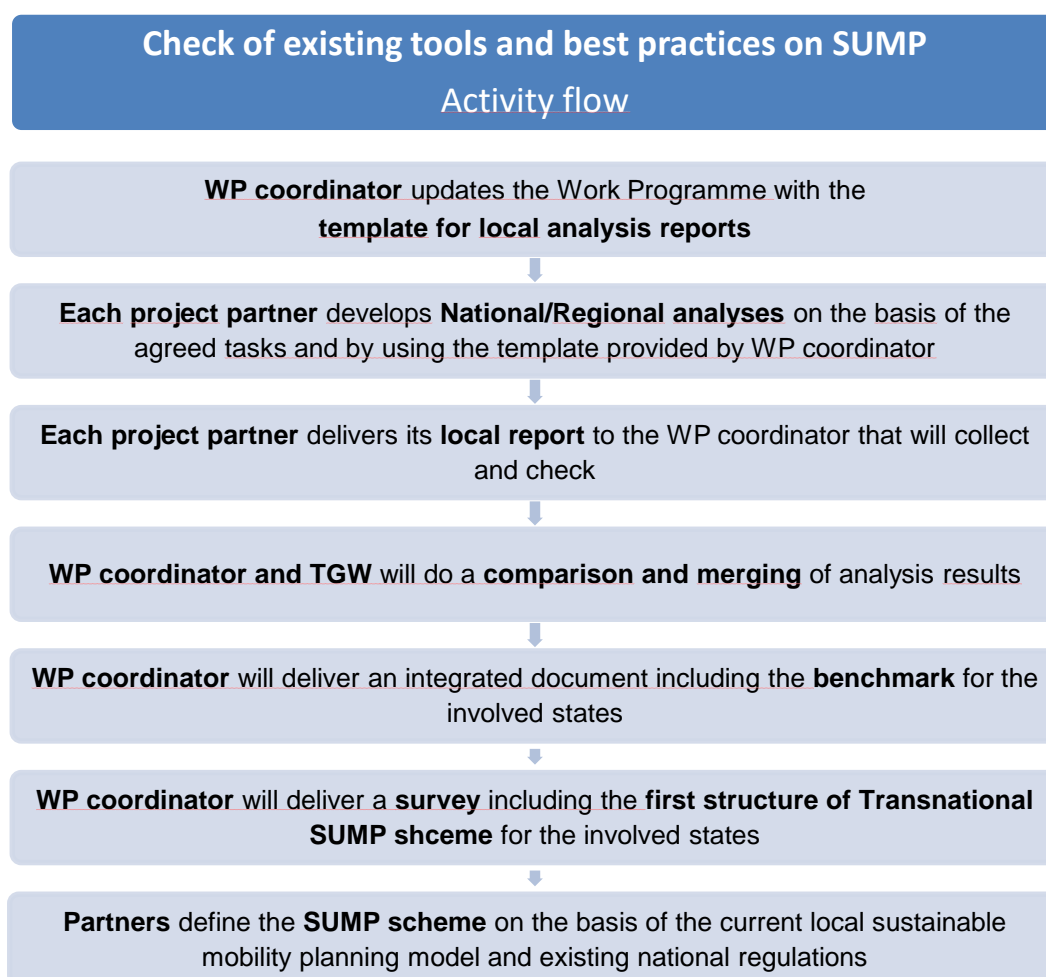 Check of existing tools and best practices on SUMP
Activity flow
WP coordinator updates the Work Programme with the
template for local analysis reports
Each project partner develops National/Regional analyses on the basis of the
agreed tasks and by using the template provided by WP coordinator
Each project partner delivers its local report to the WP coordinator that will collect
and check
WP coordinator and TGW will do a comparison and merging of analysis results
WP coordinator will deliver an integrated document including the benchmark for the
involved states
WP coordinator will deliver a survey including the first structure of Transnational
SUMP shceme for the involved states
Partners define the SUMP scheme on the basis of the current local sustainable
mobility planning model and existing national regulations